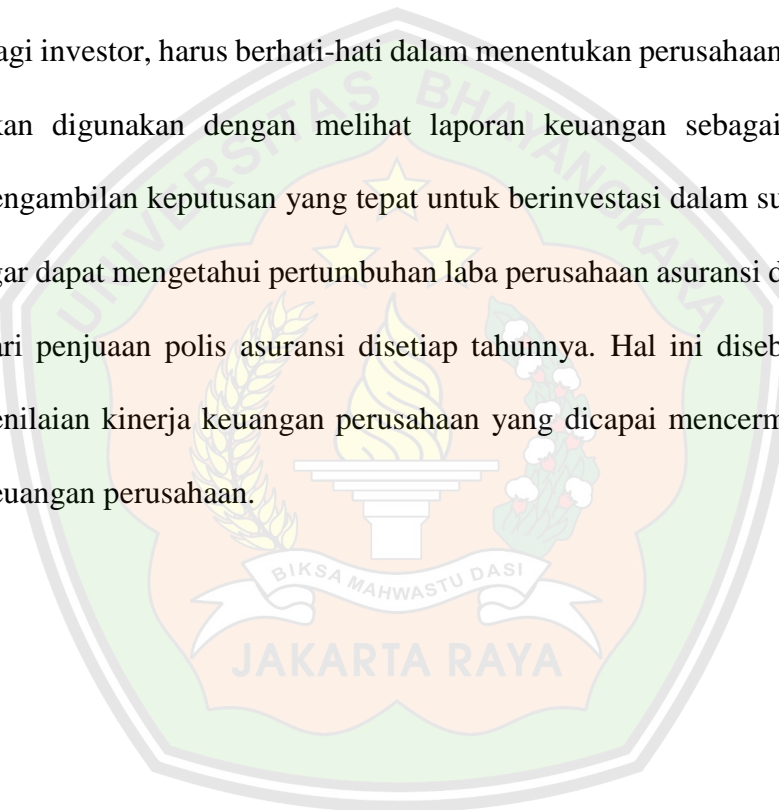 agi investor, harus berhati-hati dalam menentukan perusahaan
kan digunakan dengan melihat laporan keuangan sebagai
engambilan keputusan yang tepat untuk berinvestasi dalam su
gar dapat mengetahui pertumbuhan laba perusahaan asuransi d
ari penjuaan polis asuransi disetiap tahunnya. Hal ini diseb
enilaian kinerja keuangan perusahaan yang dicapai mencerm
euangan perusahaan.
UNIVERSITAS BHAYANGKARA
BIKSA MAHWASTU DASI
JAKARTA RAYA